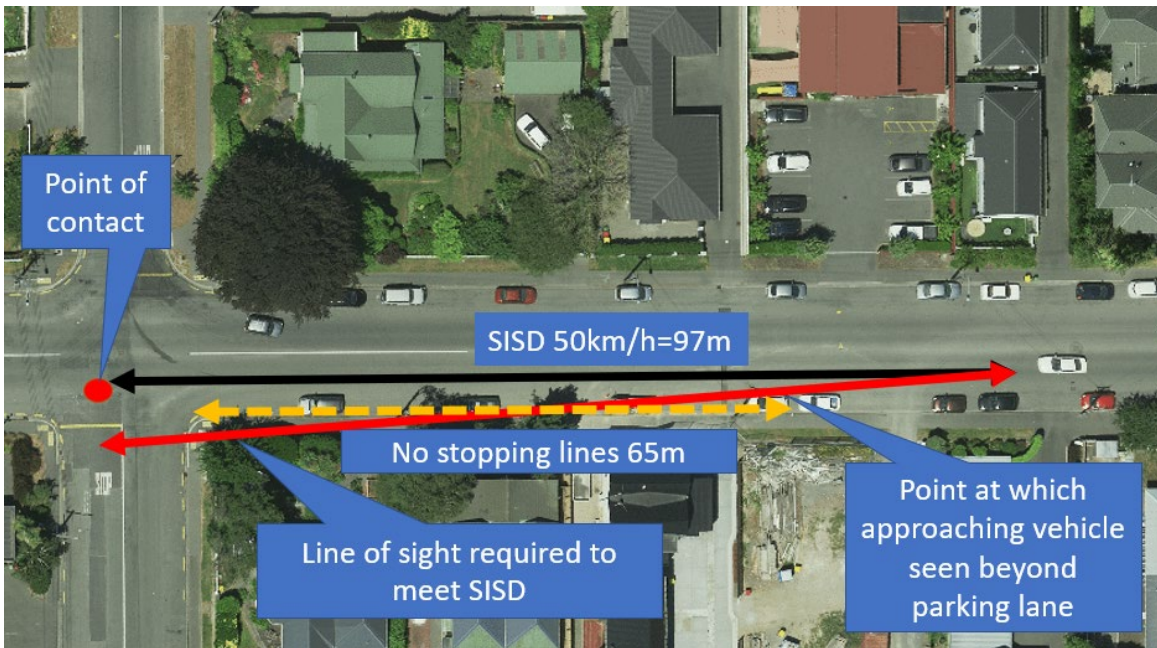 Point of
contact
SISD 50km/h=97m
No stopping lines 65m
Line of sight required to
meet SISD
Point at which
approaching vehicle
seen beyond
parking lane
STOP